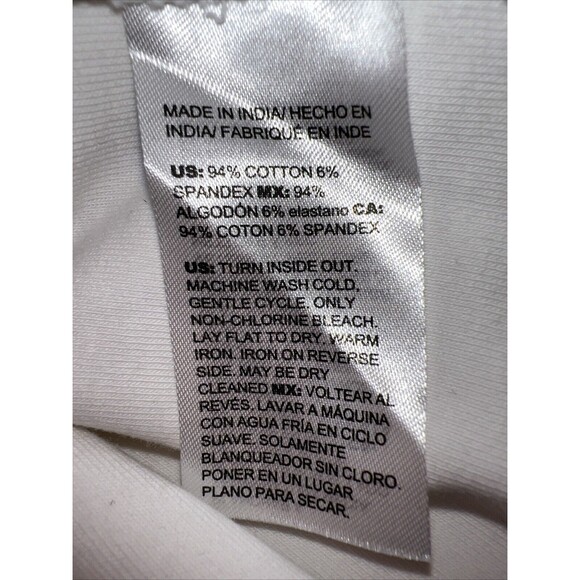 MADE IN INDIA/ HECHO EN
INDIA/ FABRIQUÉ EN INDE
US: 94% COTTON 6%
SPANDEX MX: 94%
ALGODÓN 6% elastano CA:
94% COTON 6% SPANDEX
US: TURN INSIDE OUT.
MACHINE WASH COLD,
GENTLE CYCLE. ONLY
NON-CHLORINE BLEACH.
LAY FLAT TO DRY. WARM
IRON. IRON ON REVERSE
SIDE. MAY BE DRY
CLEANED MX: VOLTEAR AL
REVÉS. LAVAR A MÁQUINA
CON AGUA FRÍA EN CICLO
SUAVE. SOLAMENTE
BLANQUEADOR SIN CLORO.
PONER EN UN LUGAR
PLANO PARA SECAR.